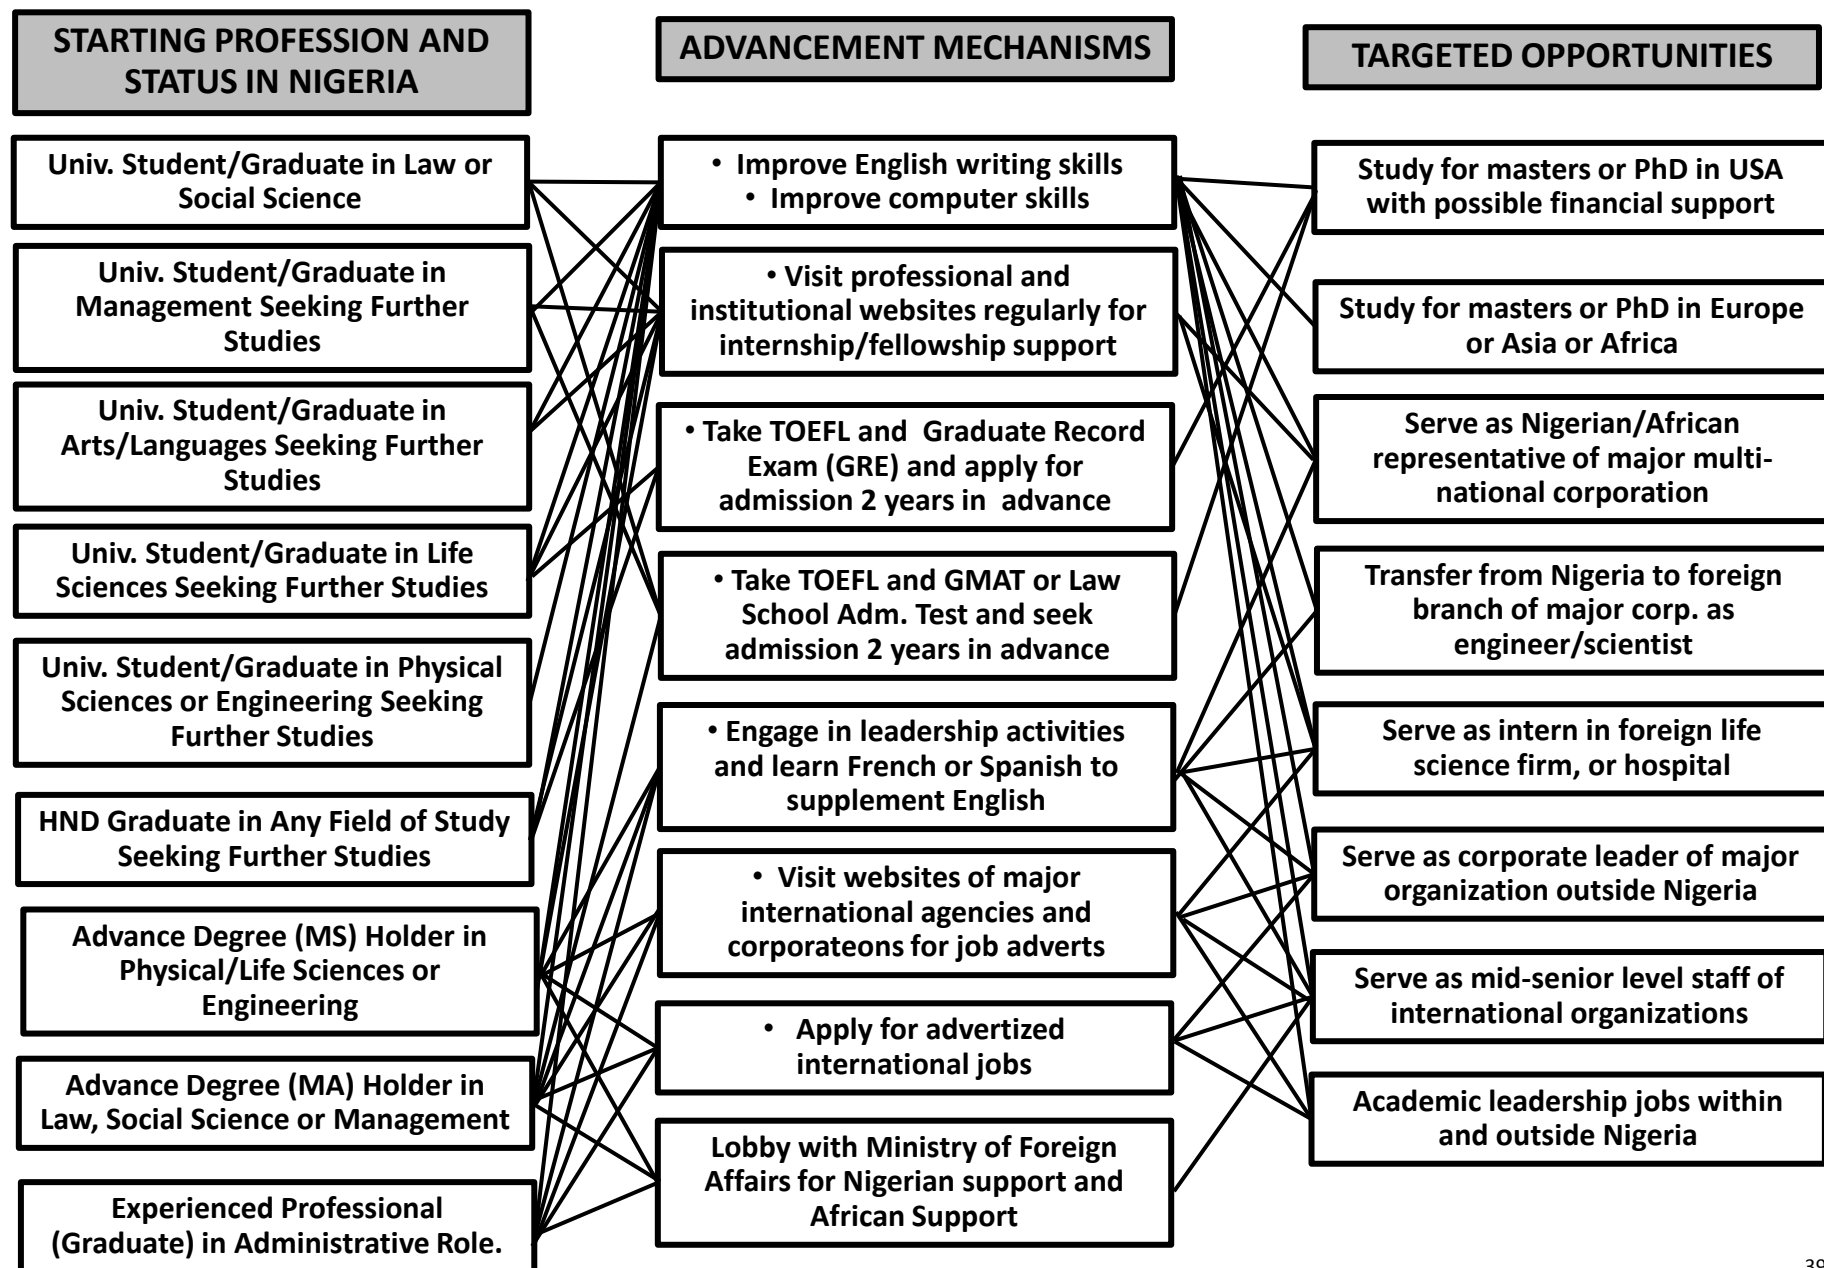 STARTING PROFESSION AND
STATUS IN NIGERIA
Univ. Student/Graduate in Law or
Social Science
Univ. Student/Graduate in
Management Seeking Further
Studies
Univ. Student/Graduate in
Arts/Languages Seeking Further
Studies
Univ. Student/Graduate in Life
Sciences Seeking Further Studies
Univ. Student/Graduate in Physical
Sciences or Engineering Seeking
Further Studies
HND Graduate in Any Field of Study
Seeking Further Studies
Advance Degree (MS) Holder in
Physical/Life Sciences or
Engineering
Advance Degree (MA) Holder in
Law, Social Science or Management
Experienced Professional
(Graduate) in Administrative Role.
ADVANCEMENT MECHANISMS
• Improve English writing skills
• Improve computer skills
• Visit professional and
institutional websites regularly for
internship/fellowship support
• Take TOEFL and Graduate Record
Exam (GRE) and apply for
admission 2 years in advance
• Take TOEFL and GMAT or Law
School Adm. Test and seek
admission 2 years in advance
• Engage in leadership activities
and learn French or Spanish to
supplement English
• Visit websites of major
international agencies and
corporateons for job adverts
• Apply for advertized
international jobs
Lobby with Ministry of Foreign
Affairs for Nigerian support and
African Support
TARGETED OPPORTUNITIES
Study for masters or PhD in USA
with possible financial support
Study for masters or PhD in Europe
or Asia or Africa
Serve as Nigerian/African
representative of major multi-
national corporation
Transfer from Nigeria to foreign
branch of major corp. as
engineer/scientist
Serve as intern in foreign life
science firm, or hospital
Serve as corporate leader of major
organization outside Nigeria
Serve as mid-senior level staff of
international organizations
Academic leadership jobs within
and outside Nigeria
39